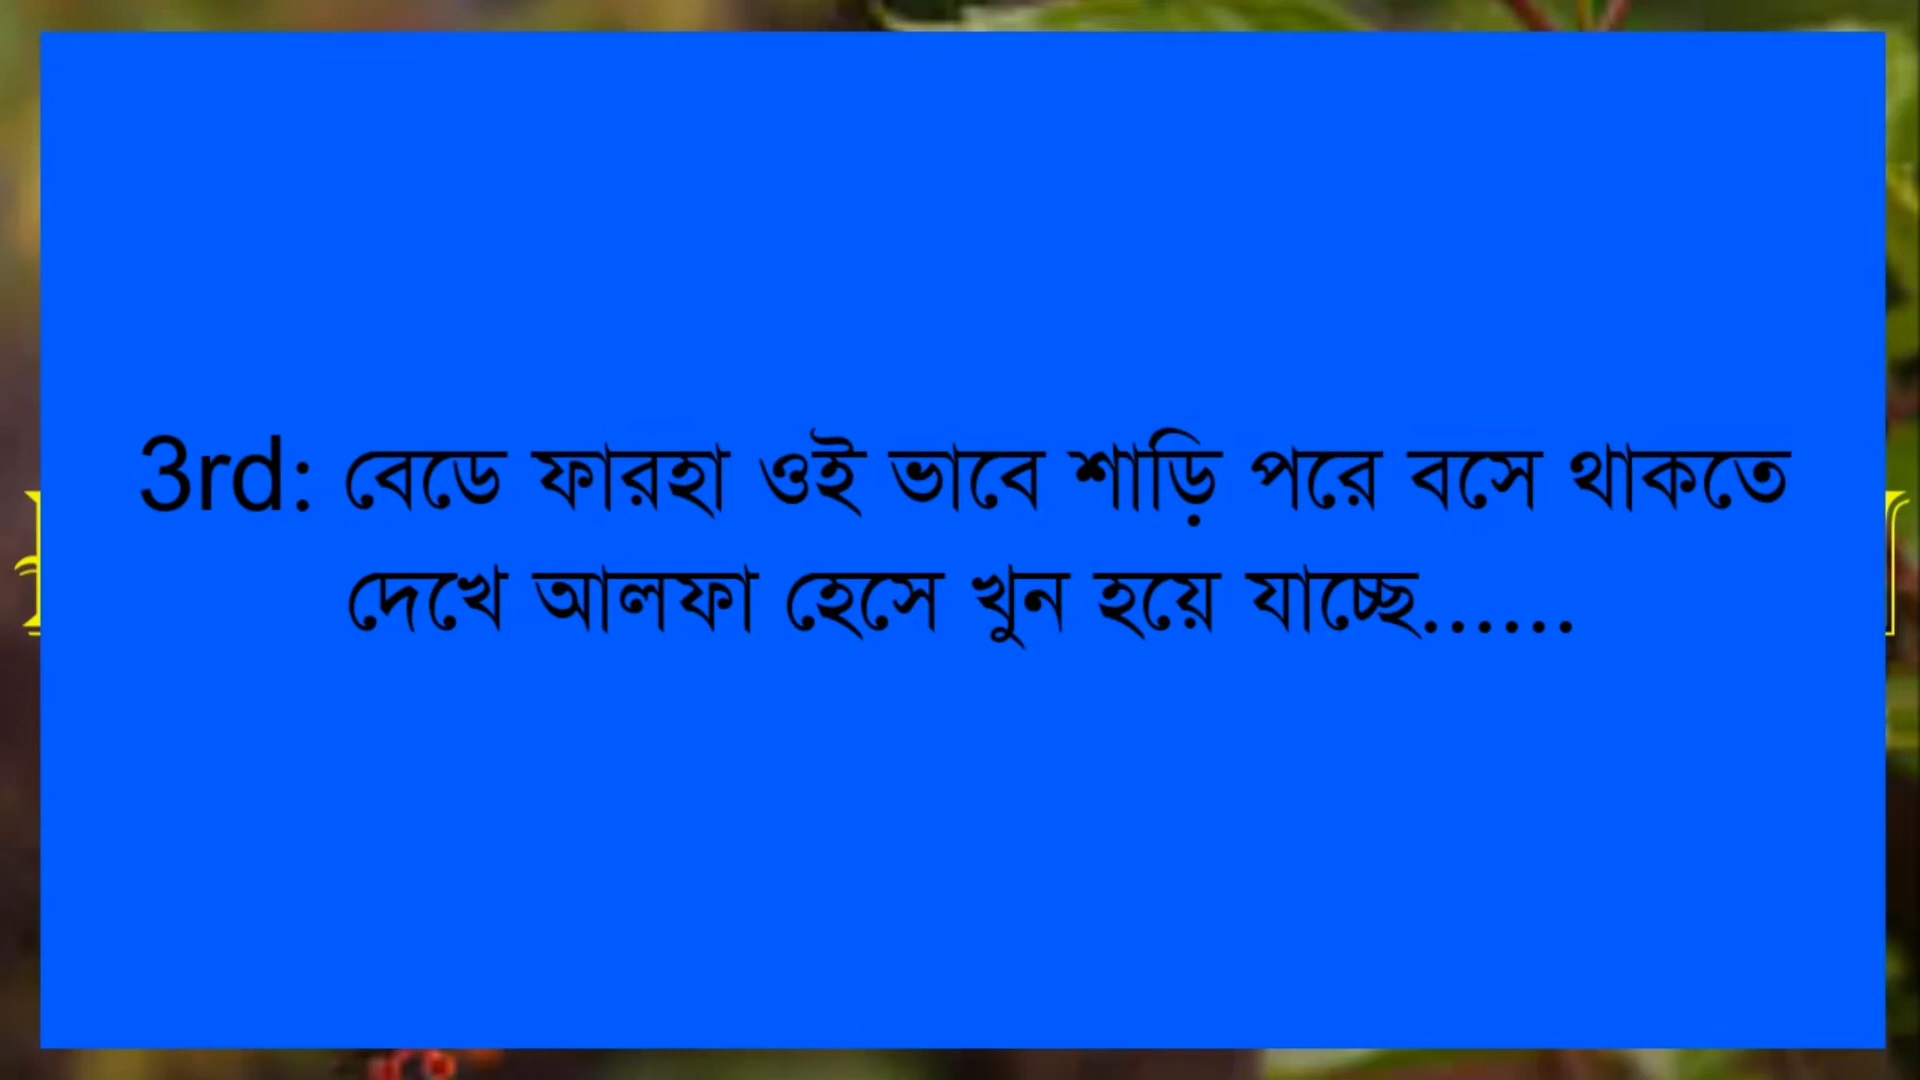 3rd: বেডে ফারহা ওই ভাবে শাড়ি পরে বসে থাকতে
দেখে আলফা হেসে খুন হয়ে যাচ্ছে......